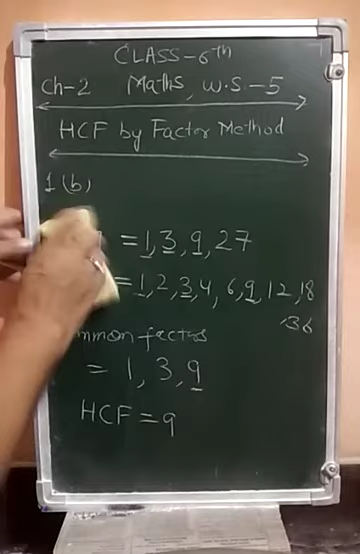 CLASS-6th
Ch-2 Maths, W.S.-5
HCF by Factor Method
1(b)
= 1, 3, 9, 27
= 1, 2, 3, 4, 6, 9, 12, 18
, 36
mmon factors
= 1, 3, 9
HCF = 9